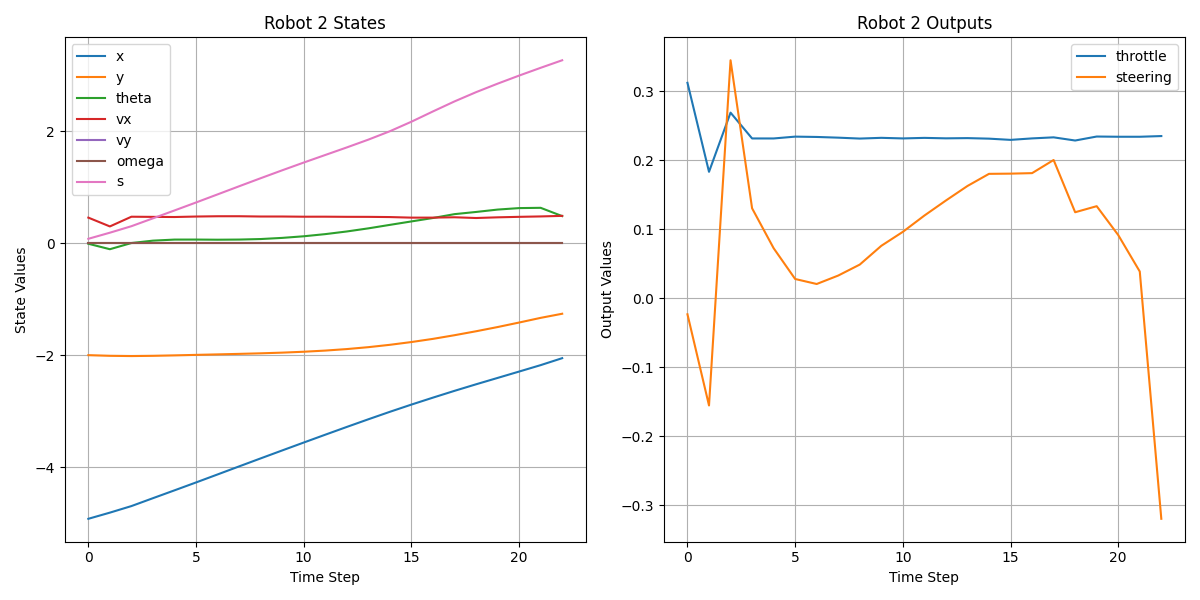 Robot 2 States
x
y
theta
vx
vy
omega
s
2
0
−2
−4
State Values
0 5 10 15 20
Time Step
Robot 2 Outputs
throttle
steering
0.3
0.2
0.1
0.0
−0.1
−0.2
−0.3
Output Values
0 5 10 15 20
Time Step